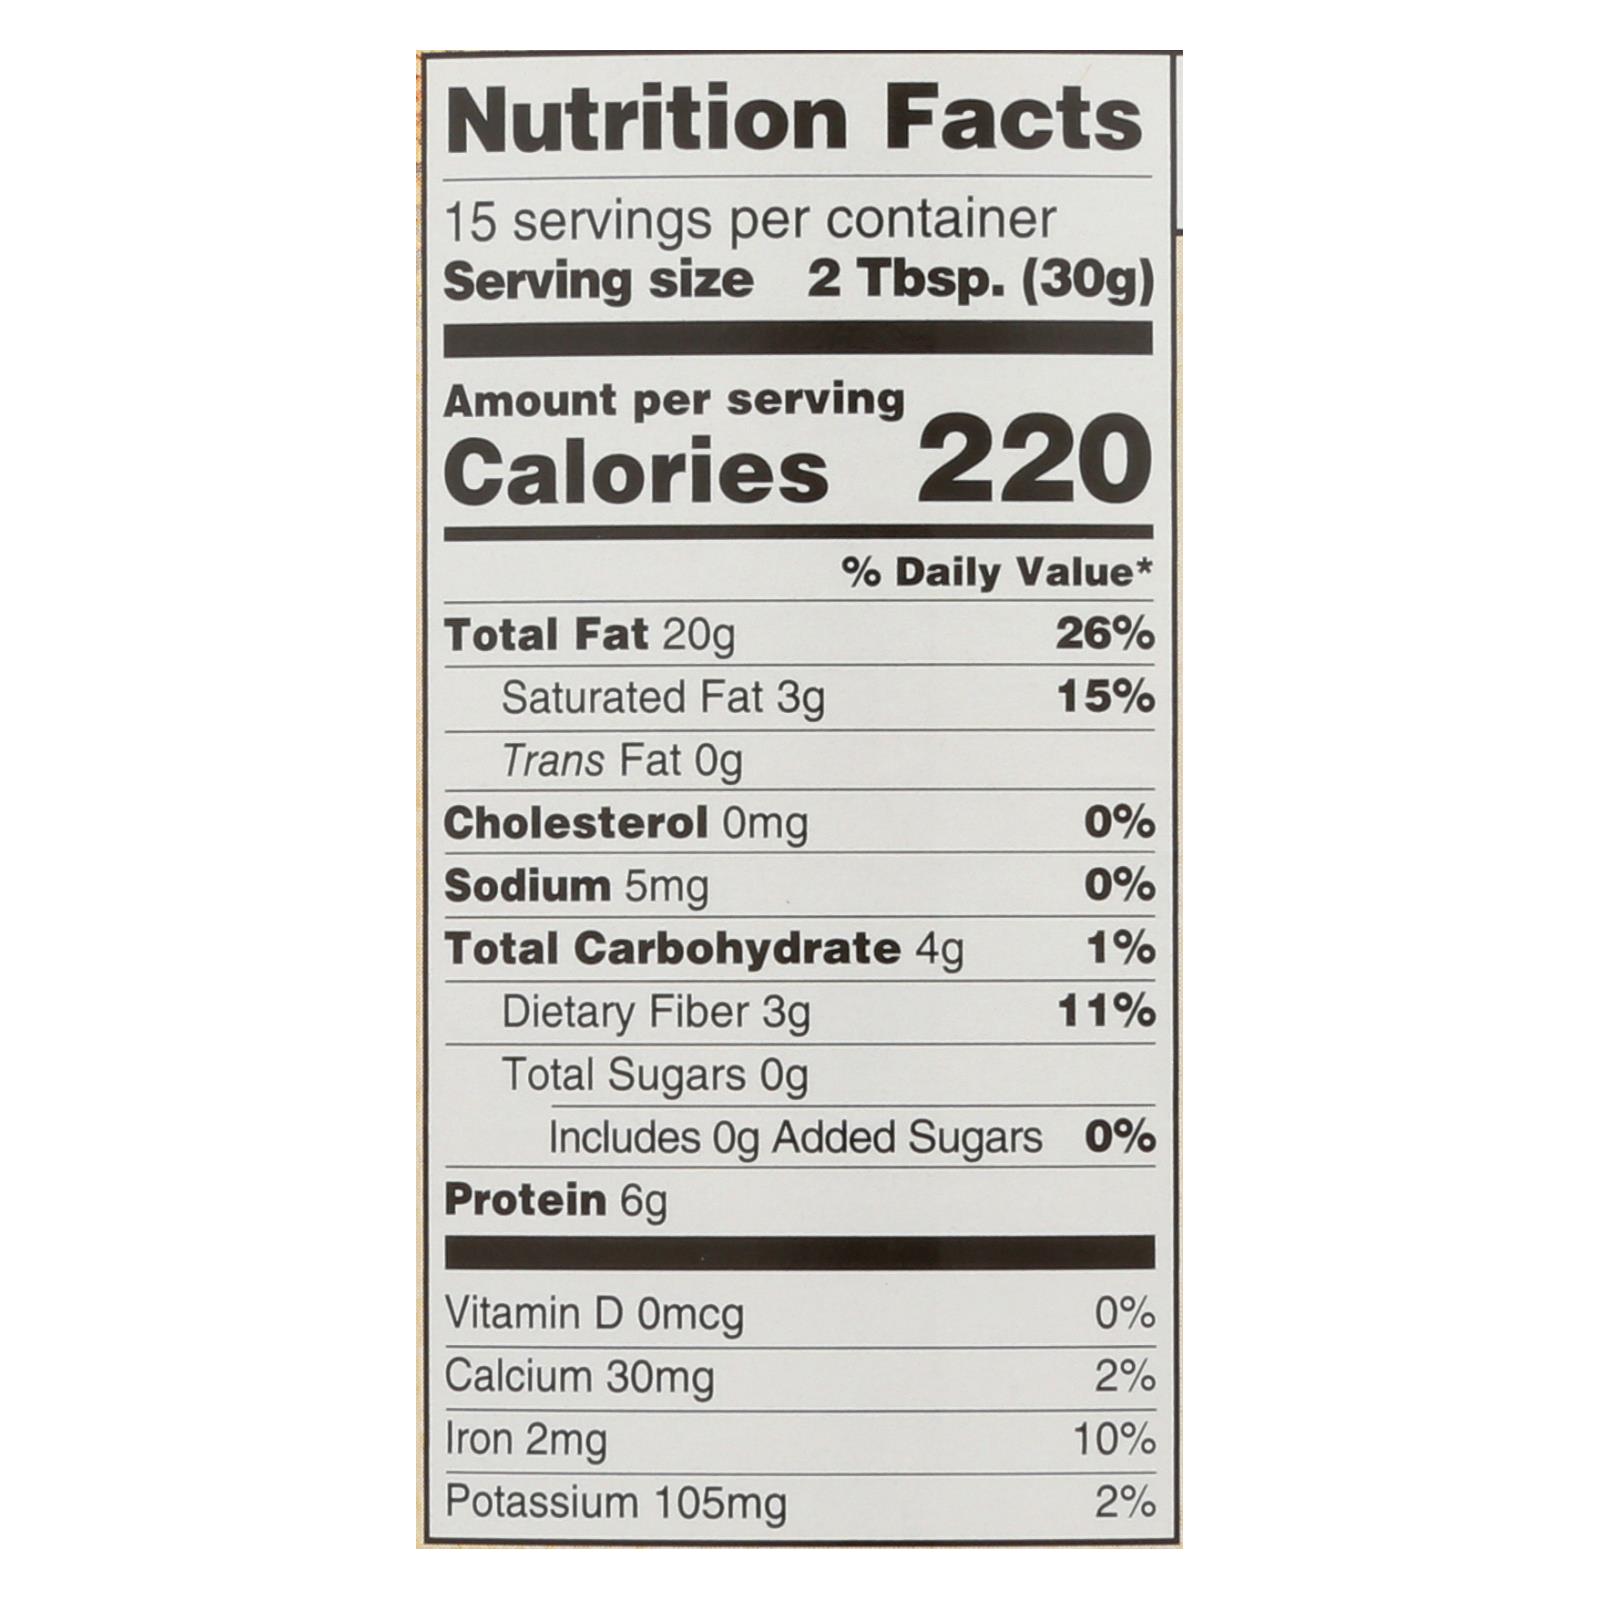 Nutrition Facts
15 servings per container
Serving size 2 Tbsp. (30g)
Amount per serving
Calories 220
% Daily Value*
Total Fat 20g 26%
Saturated Fat 3g 15%
Trans Fat 0g
Cholesterol 0mg 0%
Sodium 5mg 0%
Total Carbohydrate 4g 1%
Dietary Fiber 3g 11%
Total Sugars 0g
Includes 0g Added Sugars 0%
Protein 6g
Vitamin D 0mcg 0%
Calcium 30mg 2%
Iron 2mg 10%
Potassium 105mg 2%